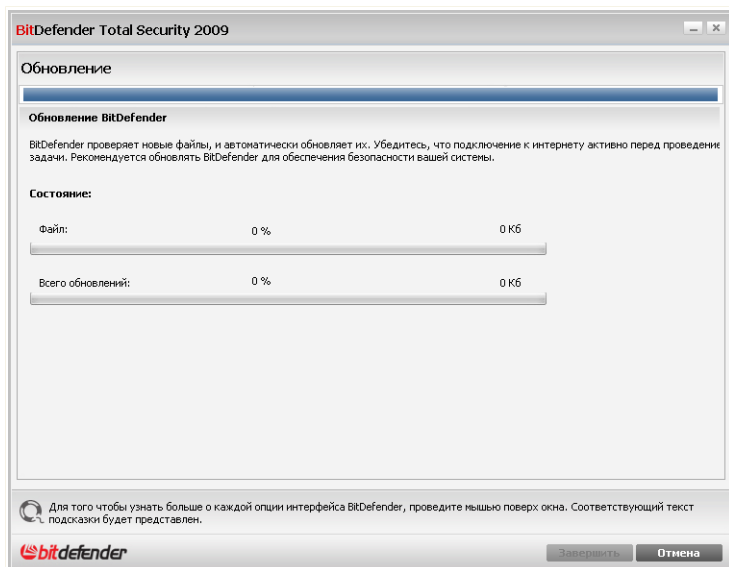 BitDefender Total Security 2009
Обновление
Обновление BitDefender
BitDefender проверяет новые файлы, и автоматически обновляет их. Убедитесь, что подключение к интернету активно перед проведение
задачи. Рекомендуется обновлять BitDefender для обеспечения безопасности вашей системы.
Состояние:
Файл: 0 % 0 Кб
Всего обновлений: 0 % 0 Кб
Для того чтобы узнать больше о каждой опции интерфейса BitDefender, проведите мышью поверх окна. Соответствующий текст
подсказки будет представлен.
bitdefender Завершить Отмена